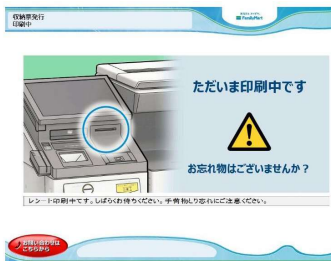 収納票発行
印刷中
FamilyMart
ただいま印刷中です
お忘れ物はございませんか？
レシート印刷中です。しばらくお待ちください。手荷物もお忘れにご注意ください。
お問い合わせは
こちらから